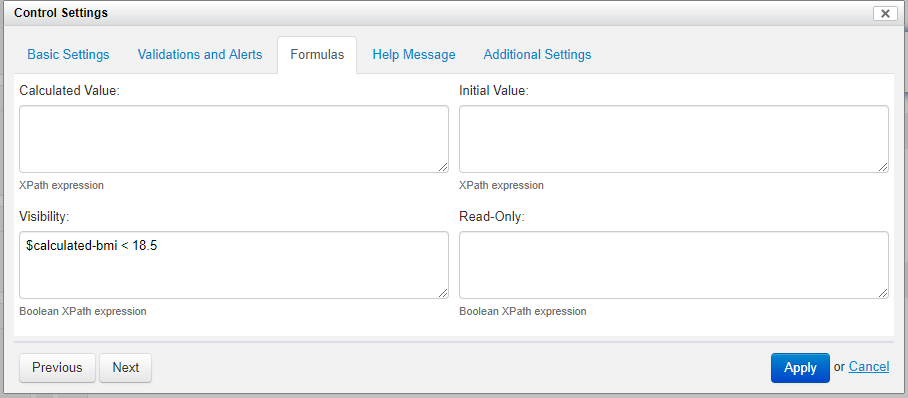 Control Settings
Basic Settings Validations and Alerts Formulas Help Message Additional Settings
Calculated Value: Initial Value:
XPath expression XPath expression
Visibility: Read-Only:
$calculated-bmi < 18.5
Boolean XPath expression Boolean XPath expression
Previous Next Apply or Cancel